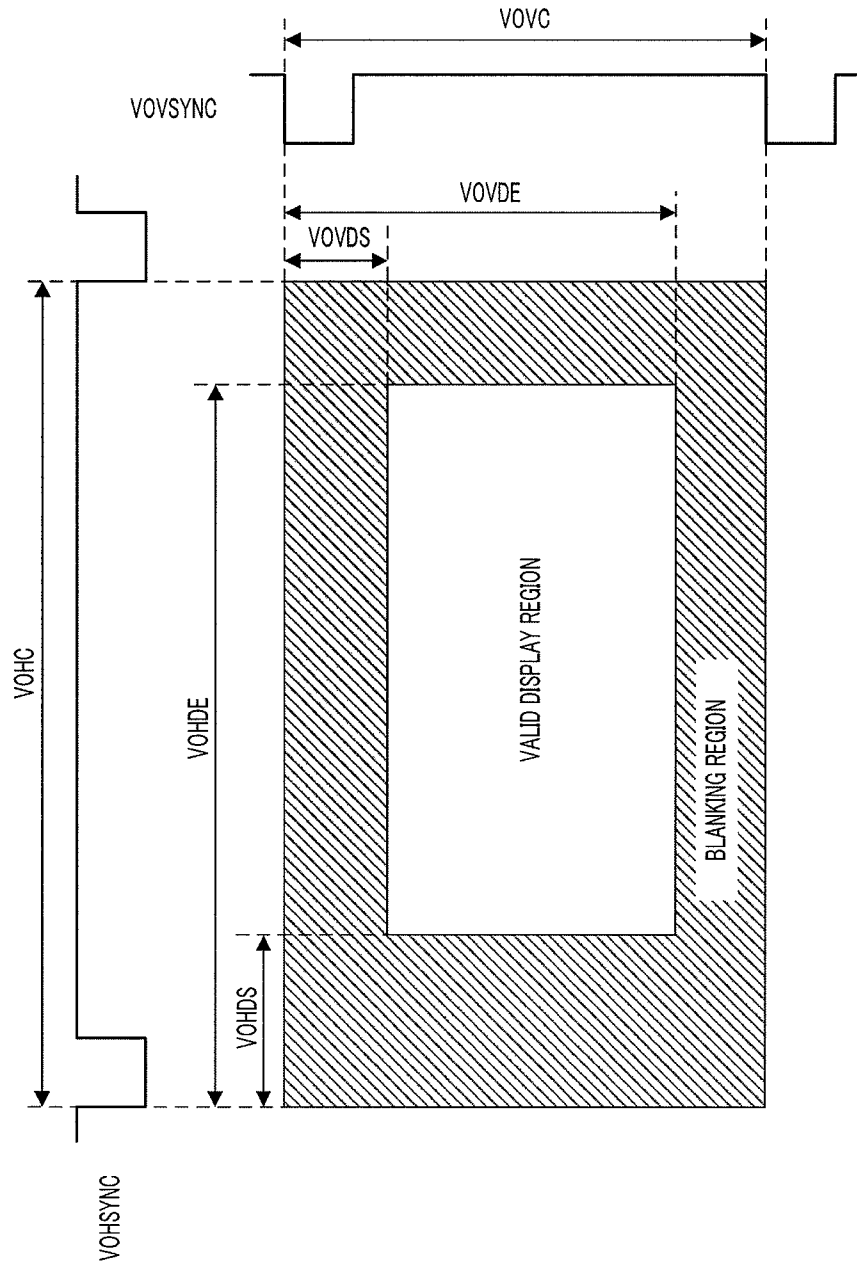 VOVC
VOVSYNC
VOVDE
VOVDS
VOHC
VOHDE
VALID DISPLAY REGION
BLANKING REGION
VOHDS
VOHSYNC